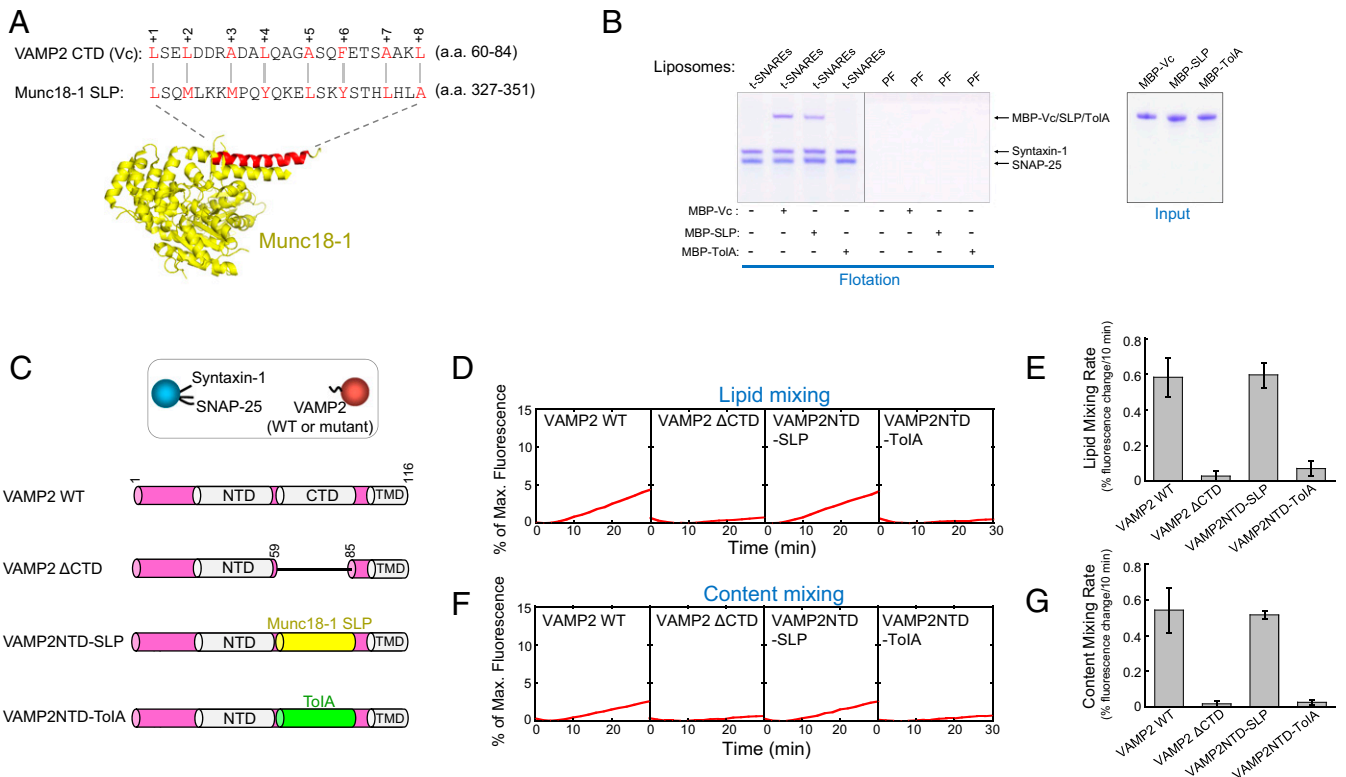 A
+1 +2 +3 +4 +5 +6 +7 +8
VAMP2 CTD (Vc): LSELDDRADALQAGASQFETSAAKL (a.a. 60-84)
Munc18-1 SLP: LSQMLKKMPQYQKELSKYSTHLHLA (a.a. 327-351)
Munc18-1
B
Liposomes: t-SNAREs t-SNAREs t-SNAREs t-SNAREs PF PF PF PF
MBP-Vc/SLP/TolA
Syntaxin-1
SNAP-25
MBP-Vc : - + - - - + - -
MBP-SLP: - - + - - - + -
MBP-TolA: - - - + - - - +
Flotation
MBP-Vc MBP-SLP MBP-TolA
Input
C
Syntaxin-1
SNAP-25
VAMP2
(WT or mutant)
1 116
VAMP2 WT NTD CTD TMD
59 85
VAMP2 ΔCTD NTD TMD
Munc18-1 SLP
VAMP2NTD-SLP NTD TMD
TolA
VAMP2NTD-TolA NTD TMD
D
Lipid mixing
% of Max. Fluorescence
15
10
5
0
VAMP2 WT
VAMP2 ΔCTD
VAMP2NTD
-SLP
VAMP2NTD
-TolA
0 10 20 0 10 20 0 10 20 0 10 20 30
Time (min)
E
Lipid Mixing Rate
(% fluorescence change/10 min)
0.8
0.6
0.4
0.2
0
VAMP2 WT
VAMP2 ΔCTD
VAMP2NTD-SLP
VAMP2NTD-TolA
F
Content mixing
% of Max. Fluorescence
15
10
5
0
VAMP2 WT
VAMP2 ΔCTD
VAMP2NTD
-SLP
VAMP2NTD
-TolA
0 10 20 0 10 20 0 10 20 0 10 20 30
Time (min)
G
Content Mixing Rate
(% fluorescence change/10 min)
0.8
0.6
0.4
0.2
0
VAMP2 WT
VAMP2 ΔCTD
VAMP2NTD-SLP
VAMP2NTD-TolA